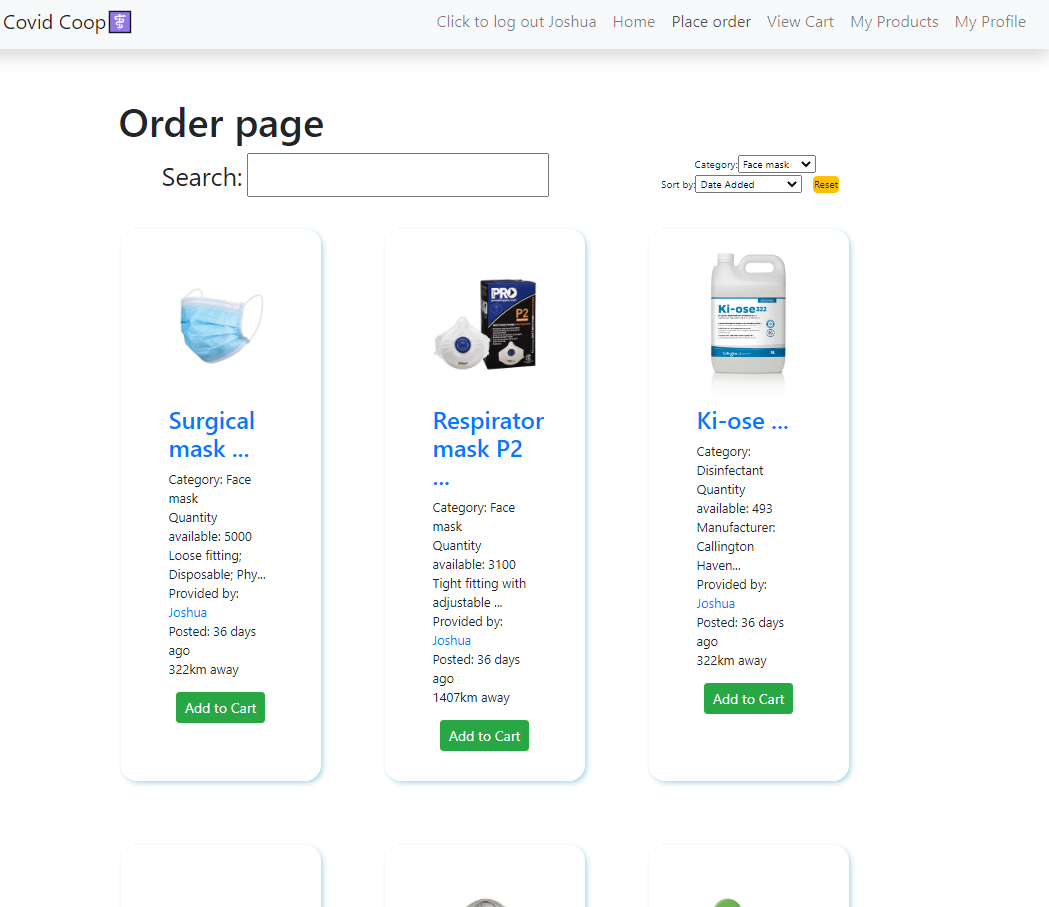 Covid Coop
Click to log out Joshua Home Place order View Cart My Products My Profile
Order page
Search:
Category: Face mask
Sort by: Date Added Reset
PRO
P2
Ki-ose 322
Surgical
mask ...
Category: Face
mask
Quantity
available: 5000
Loose fitting;
Disposable; Phy...
Provided by:
Joshua
Posted: 36 days
ago
322km away
Add to Cart
Respirator
mask P2
...
Category: Face
mask
Quantity
available: 3100
Tight fitting with
adjustable ...
Provided by:
Joshua
Posted: 36 days
ago
1407km away
Add to Cart
Ki-ose ...
Category:
Disinfectant
Quantity
available: 493
Manufacturer:
Callington
Haven...
Provided by:
Joshua
Posted: 36 days
ago
322km away
Add to Cart